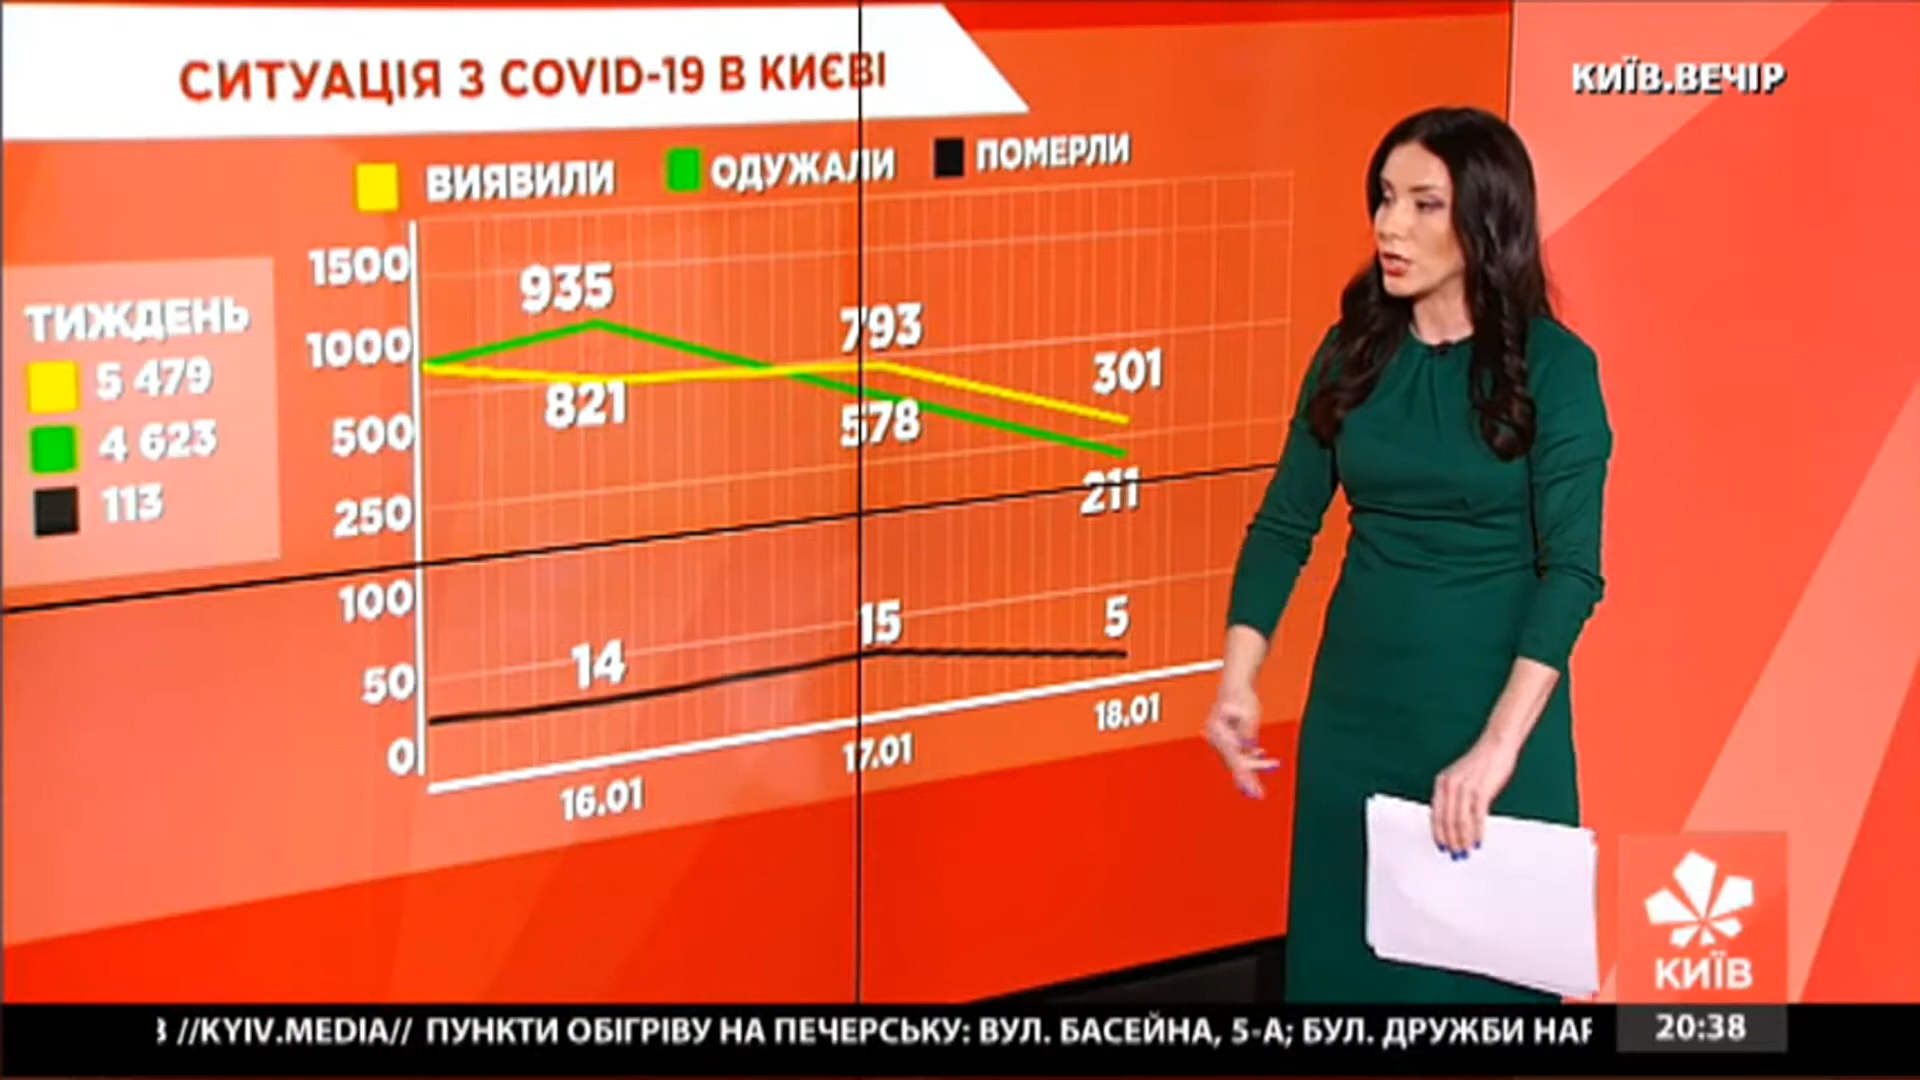 СИТУАЦІЯ З COVID-19 В КИЄВІ
КИЇВ.ВЕЧІР
ВИЯВИЛИ ОДУЖАЛИ ПОМЕРЛИ
ТИЖДЕНЬ
5 479
4 623
113
1500
1000
500
250
100
50
0
935 793 301
821 578 211
14 15 5
16.01 17.01 18.01
КИЇВ
20:38
//KYIV.MEDIA// ПУНКТИ ОБІГРІВУ НА ПЕЧЕРСЬКУ: ВУЛ. БАСЕЙНА, 5-А; БУЛ. ДРУЖБИ